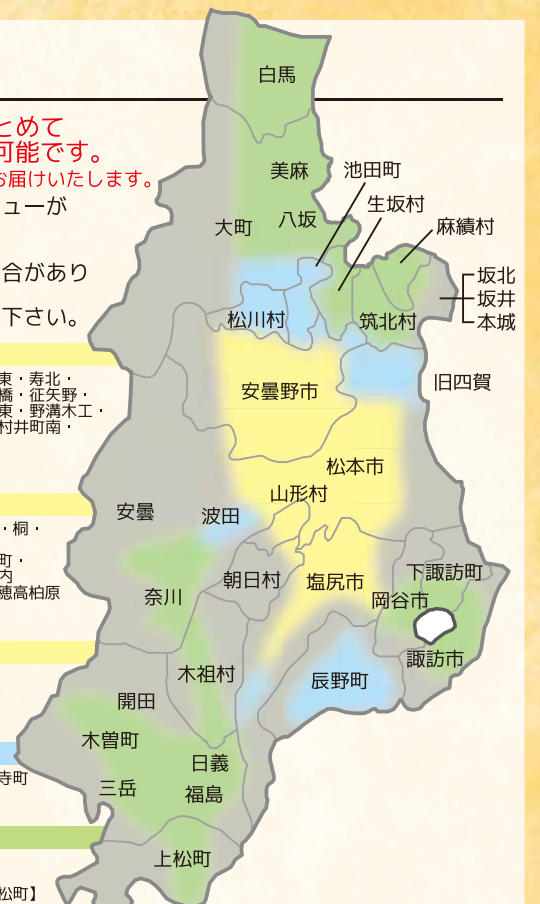 とめて
可能です。
お届けいたします。
ューが
合があり
下さい。
東・寿北・
橋・征矢野・
東・野溝木工・
村井町南・
・桐・
町・
内
穂高柏原
寺町
松町】
白馬
美麻
大町
八坂
池田町
生坂村
麻績村
坂北
坂井
本城
松川村
筑北村
旧四賀
安曇野市
松本市
山形村
安曇
波田
朝日村
塩尻市
下諏訪町
岡谷市
諏訪市
奈川
木祖村
辰野町
開田
木曽町
日義
三岳
福島
上松町